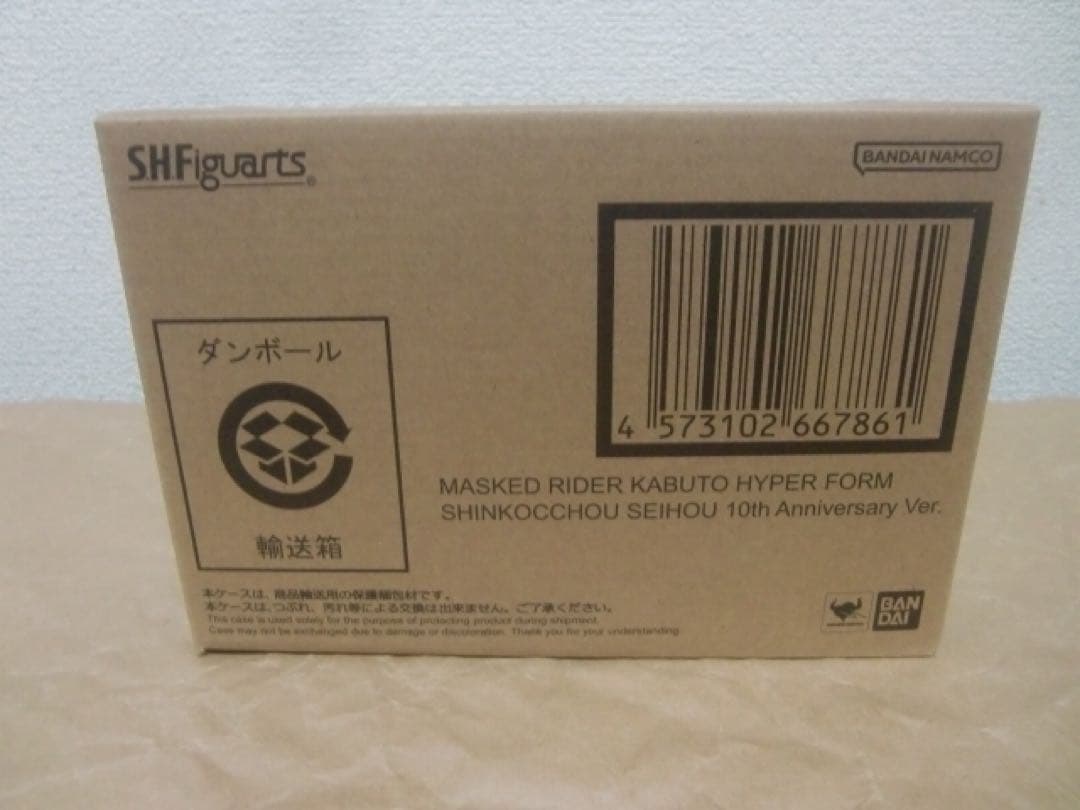 S.H.Figuarts®
BANDAI NAMCO
4 573102 667861
ダンボール
輸送箱
MASKED RIDER KABUTO HYPER FORM
SHINKOCCHOU SEIHOU 10th Anniversary Ver.
本ケースは、商品輸送用の保護梱包材です。
本ケースは、つぶれ、汚れ等による交換は出来ません。ご了承ください。
This case is used solely for the purpose of protecting product during shipment.
Case may not be exchanged due to damage or discoloration. Thank you for your understanding.
BAN
DAI